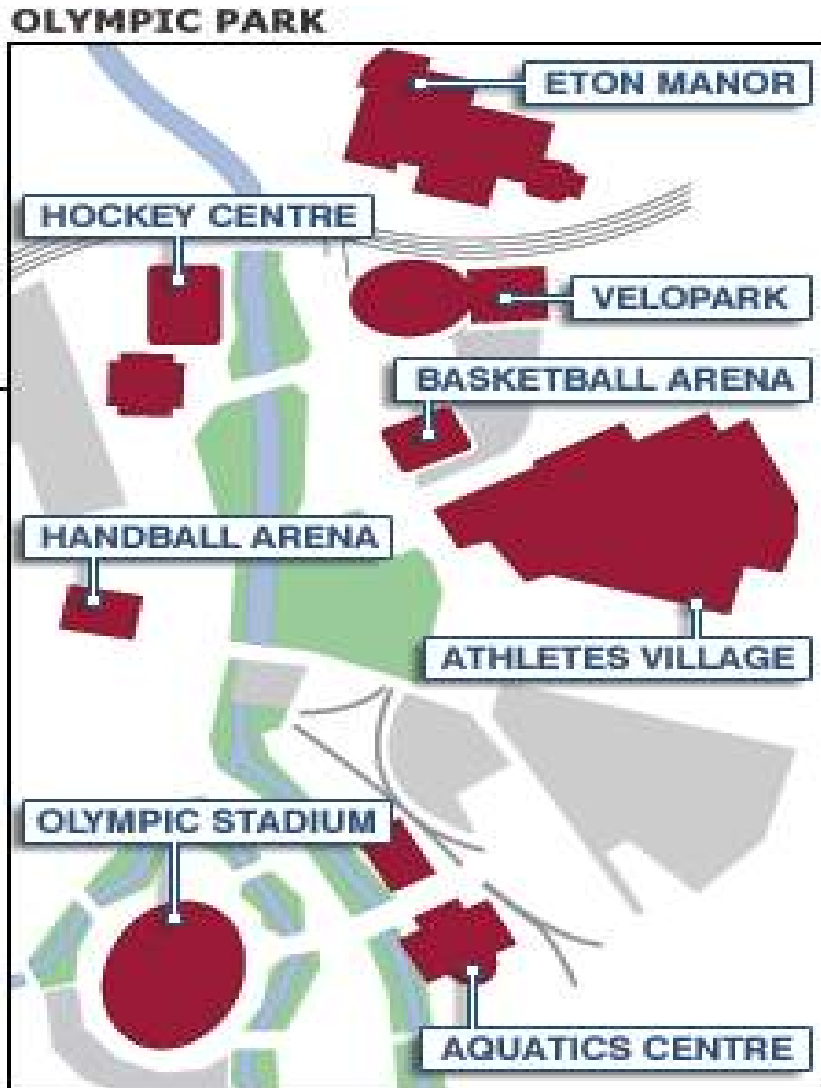 OLYMPIC PARK
ETON MANOR
HOCKEY CENTRE
VELOPARK
BASKETBALL ARENA
HANDBALL ARENA
ATHLETES VILLAGE
OLYMPIC STADIUM
AQUATICS CENTRE